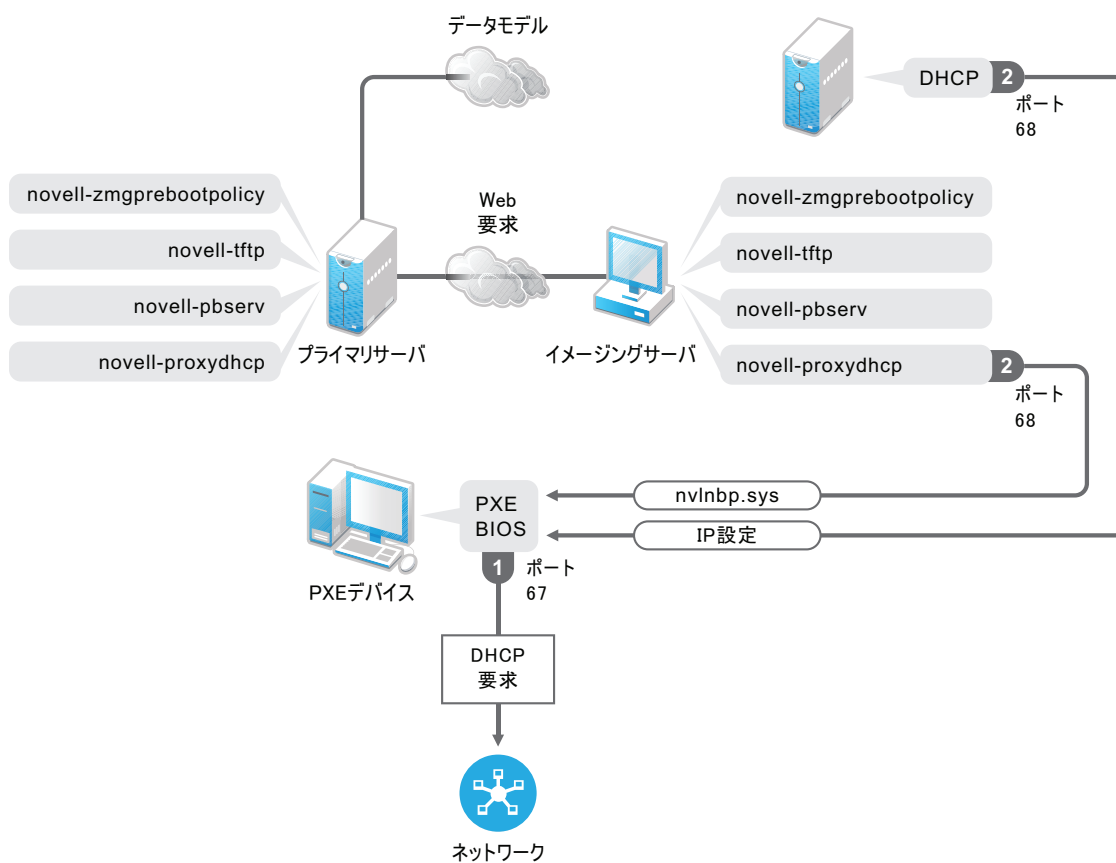 データモデル
DHCP
2
ポート
68
novell-zmgprebootpolicy
novell-tftp
novell-pbserv
novell-proxydhcp
プライマリサーバ
Web
要求
イメージングサーバ
novell-zmgprebootpolicy
novell-tftp
novell-pbserv
novell-proxydhcp
2
ポート
68
nvlnbp.sys
IP設定
PXE
BIOS
1
ポート
67
PXEデバイス
DHCP
要求
ネットワーク